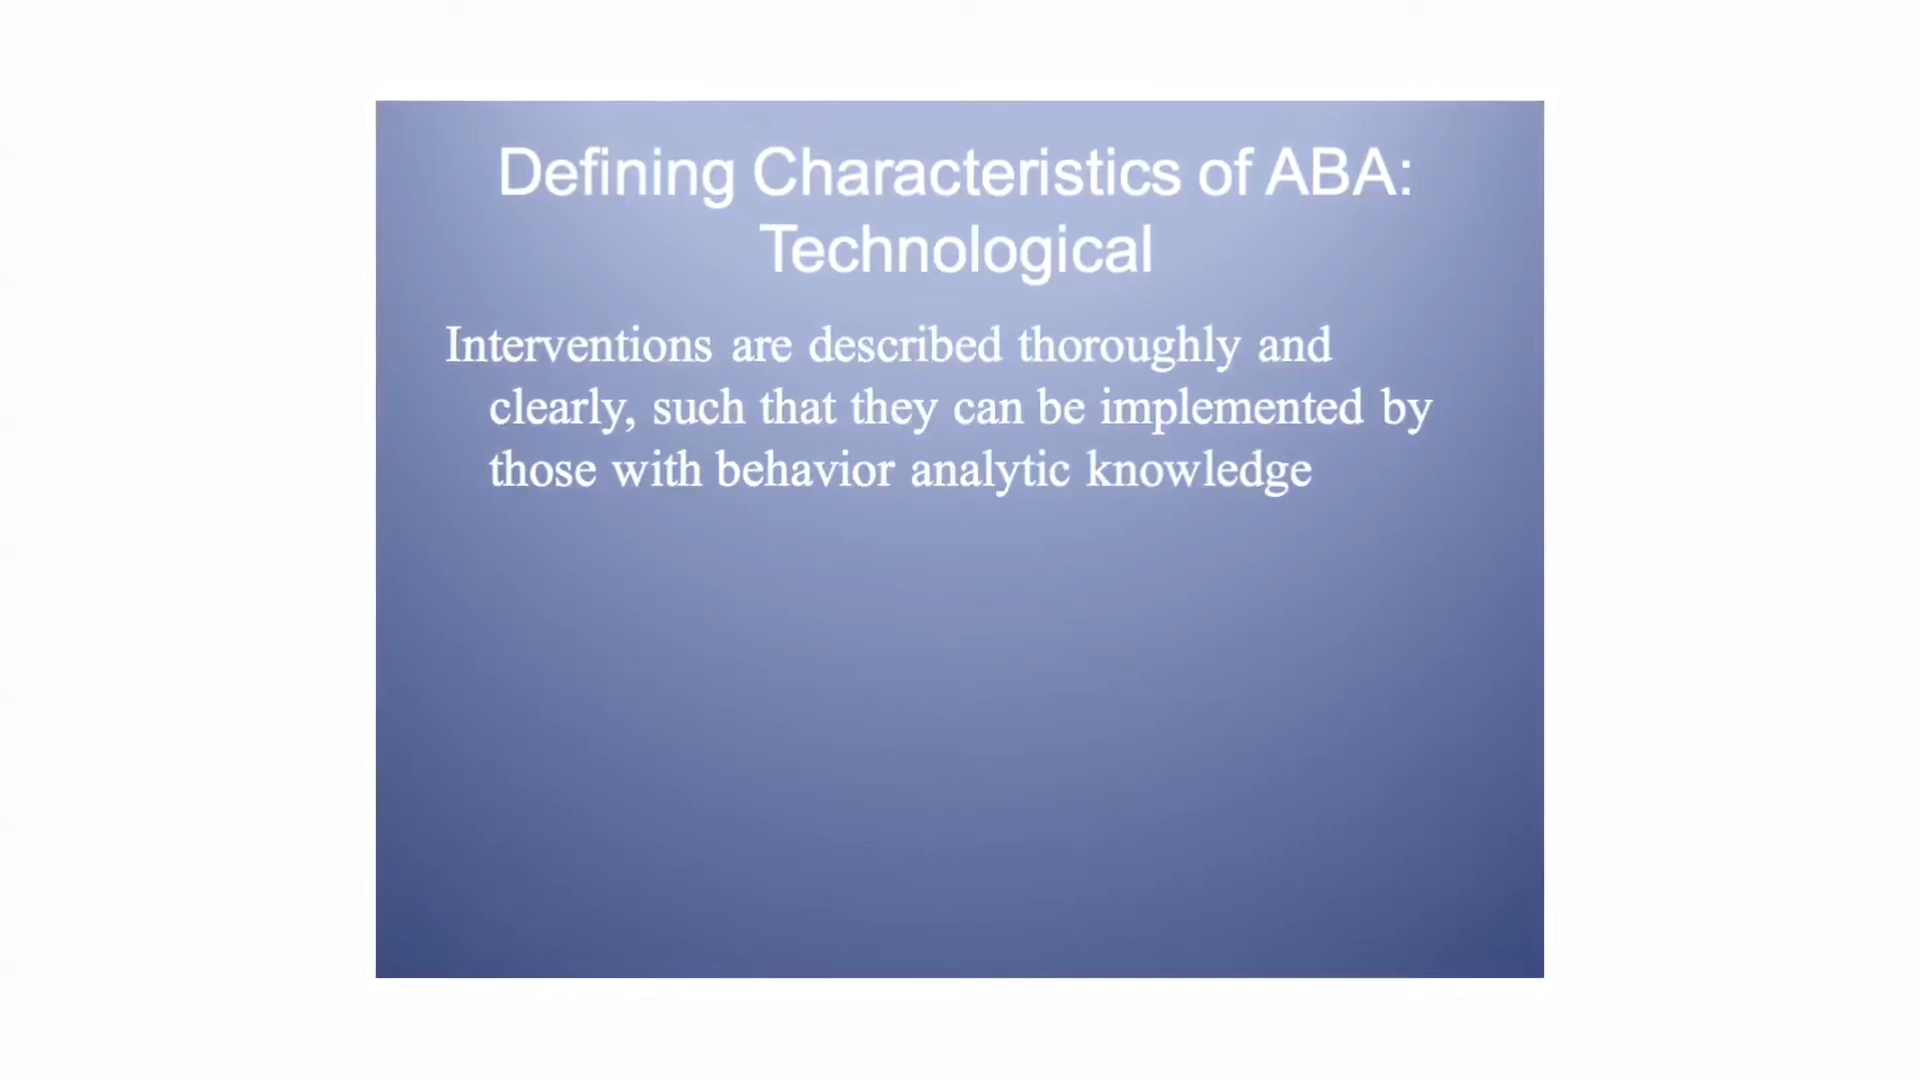 Defining Characteristics of ABA:
Technological
Interventions are described thoroughly and
clearly, such that they can be implemented by
those with behavior analytic knowledge